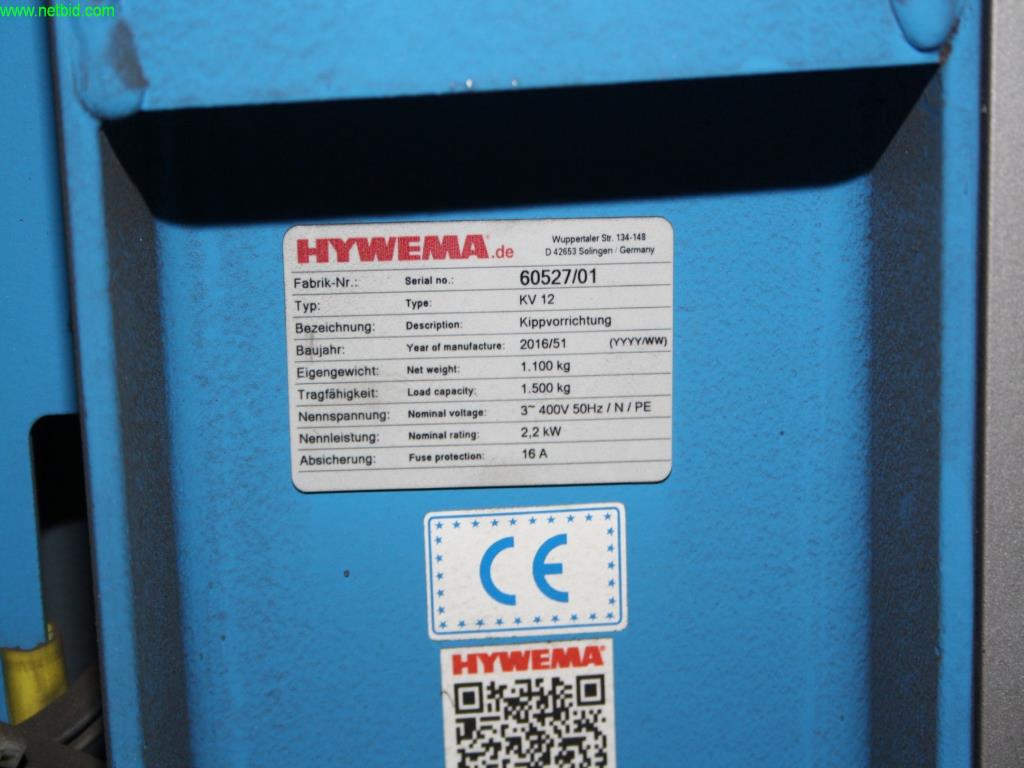 www.netbid.com
HYWEMA®.de
Wuppertaler Str. 134-148
D 42653 Solingen / Germany
Fabrik-Nr.: Serial no.: 60527/01
Typ: Type: KV 12
Bezeichnung: Description: Kippvorrichtung
Baujahr: Year of manufacture: 2016/51 (YYYY/WW)
Eigengewicht: Net weight: 1.100 kg
Tragfähigkeit: Load capacity: 1.500 kg
Nennspannung: Nominal voltage: 3~ 400V 50Hz / N / PE
Nennleistung: Nominal rating: 2,2 kW
Absicherung: Fuse protection: 16 A
CE
HYWEMA®